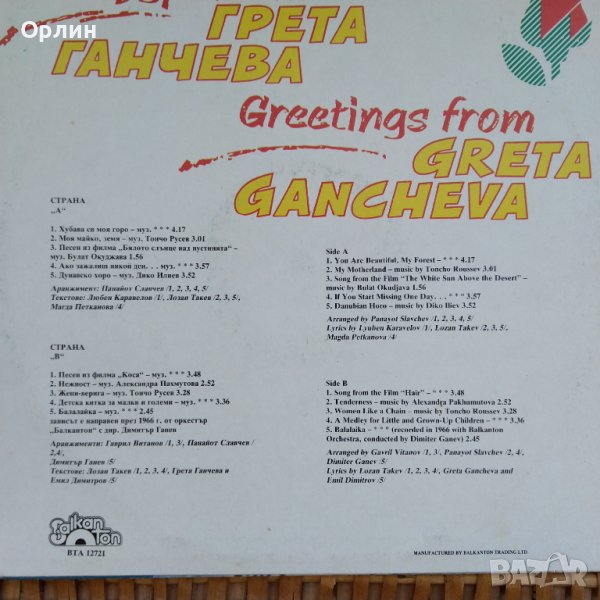 Орлин
ГРЕТА
ГАНЧЕВА
Greetings from
GRETA
GANCHEVA
СТРАНА
„А"
1. Хубава си моя горо – муз. * * * 4.17
2. Моя майко, земя – муз. Тончо Русев 3.01
3. Песен из филма „Бялото слънце над пустинята" –
муз. Булат Окуджава 1.56
4. Ако зажалиш някой ден. . . муз. * * * 3.57
5. Дунавско хоро – муз. Дико Илиев 3.52
Аранжимент: Панайот Славчев /1, 2, 3, 4, 5/
Текстове: Любен Каравелов /1/, Лозан Такев /2, 3, 5/,
Магда Петканова /4/
СТРАНА
„В"
1. Песен из филма „Коса" – муз. * * * 3.48
2. Нежност – муз. Александра Пахмутова 2.52
3. Жени-верига – муз. Тончо Русев 3.28
4. Детска китка за малки и големи – муз. * * * 3.36
5. Балалайка – муз. * * * 2.45
записът е направен през 1966 г. от оркестър
„Балкантон" с дир. Димитър Ганев
Аранжименти: Гаврил Витанов /1, 3/, Панайот Славчев /
2,4/,
Димитър Ганев /5/
Текстове: Лозан Такев /1, 2, 3, 4/, Грета Ганчева и
Емил Димитров /5/
Side A
1. You Are Beautiful, My Forest – * * * 4.17
2. My Motherland – music by Toncho Roussev 3.01
3. Song from the Film "The White Sun Above the Desert" –
music by Bulat Okudjava 1.56
4. If You Start Missing One Day. . . – * * * 3.57
5. Danubian Horo – music by Diko Iliev 3.52
Arranged by Panayot Slavchev /1, 2, 3, 4, 5/
Lyrics by Lyuben Karavelov /1/, Lozan Takev /2, 3, 5/,
Magda Petkanova /4/
Side B
1. Song from the Film "Hair" – * * * 3.48
2. Tenderness – music by Alexandra Pakhamutova 2.52
3. Women Like a Chain – music by Toncho Roussev 3.28
4. A Medley for Little and Grown-Up Children – * * * 3.36
5. Balalaika – * * * (recorded in 1966 with Balkanton
Orchestra, conducted by Dimiter Ganev) 2.45
Arranged by Gavril Vitanov /1, 3/, Panayot Slavchev /2, 4/,
Dimiter Ganev /5/
Lyrics by Lozan Takev /1, 2, 3, 4/, Greta Gancheva and
Emil Dimitrov /5/
Balkanton
ВТА 12721
MANUFACTURED BY BALKANTON TRADING LTD.
BAZAR